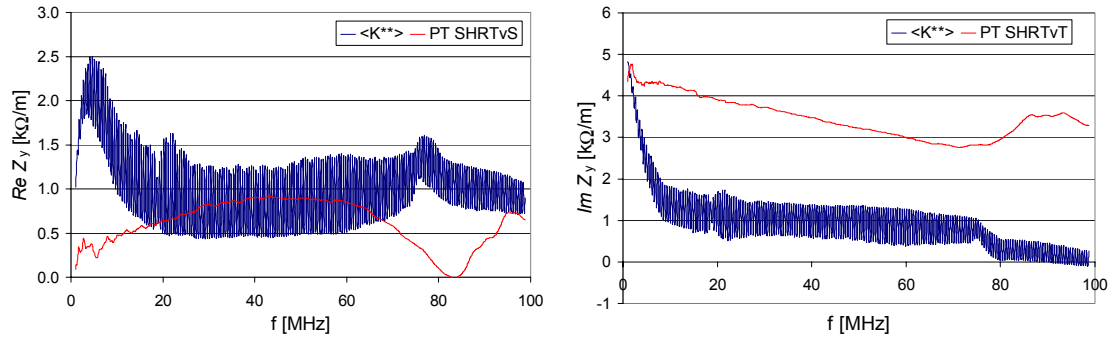 <K**> PT SHRTvS
3.0
2.5
2.0
1.5
1.0
0.5
0.0
Re Z y [kΩ/m]
0 20 40 60 80 100
f [MHz]
<K**> PT SHRTvT
6
5
4
3
2
1
0
-1
Im Z y [kΩ/m]
0 20 40 60 80 100
f [MHz]